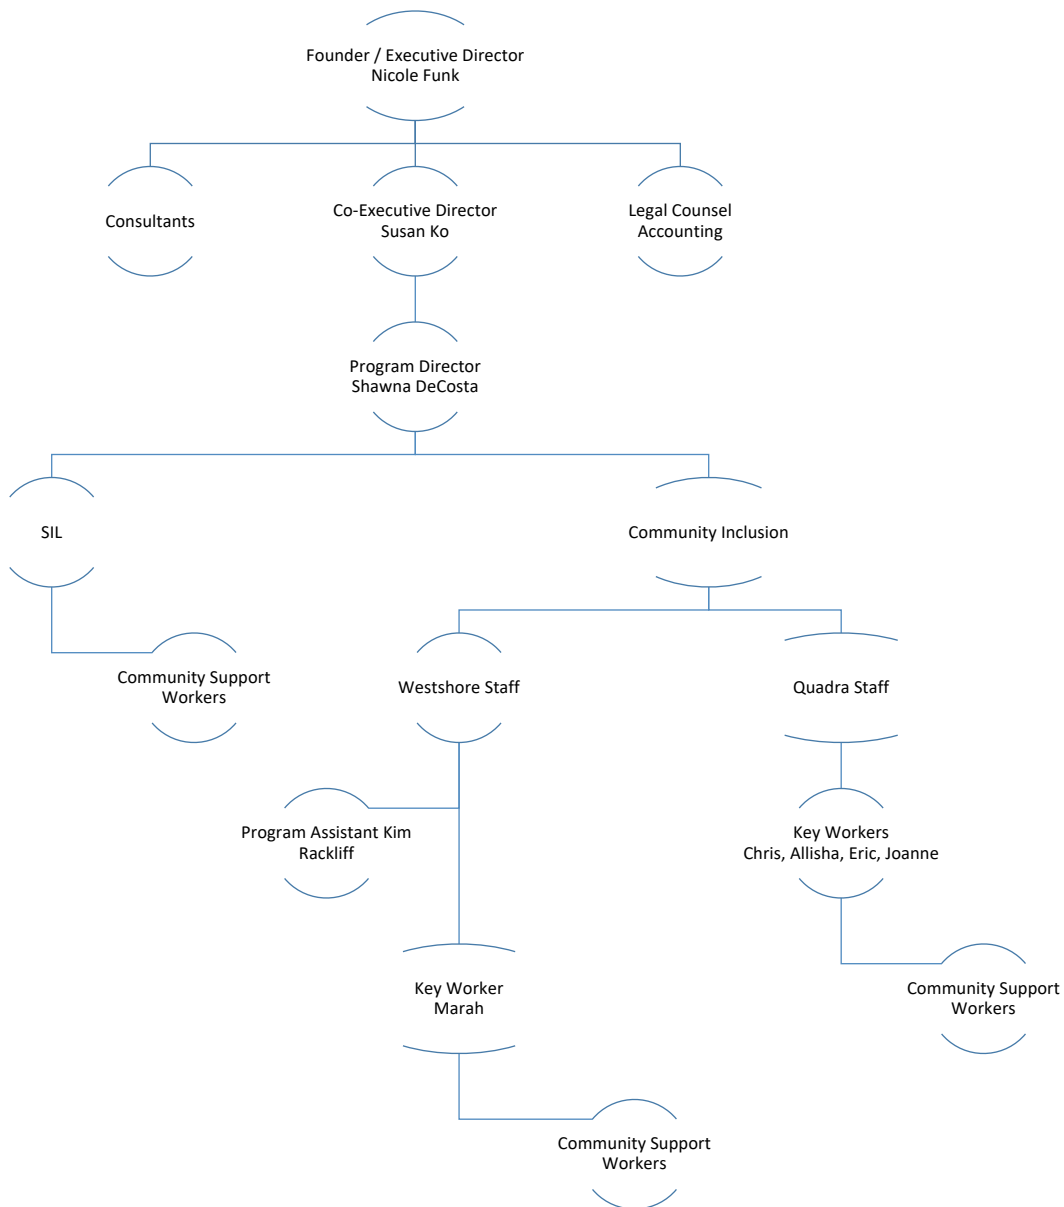 Founder / Executive Director
Nicole Funk
Consultants
Co-Executive Director
Susan Ko
Legal Counsel
Accounting
Program Director
Shawna DeCosta
SIL
Community Inclusion
Community Support
Workers
Westshore Staff
Quadra Staff
Program Assistant Kim
Rackliff
Key Workers
Chris, Allisha, Eric, Joanne
Key Worker
Marah
Community Support
Workers
Community Support
Workers